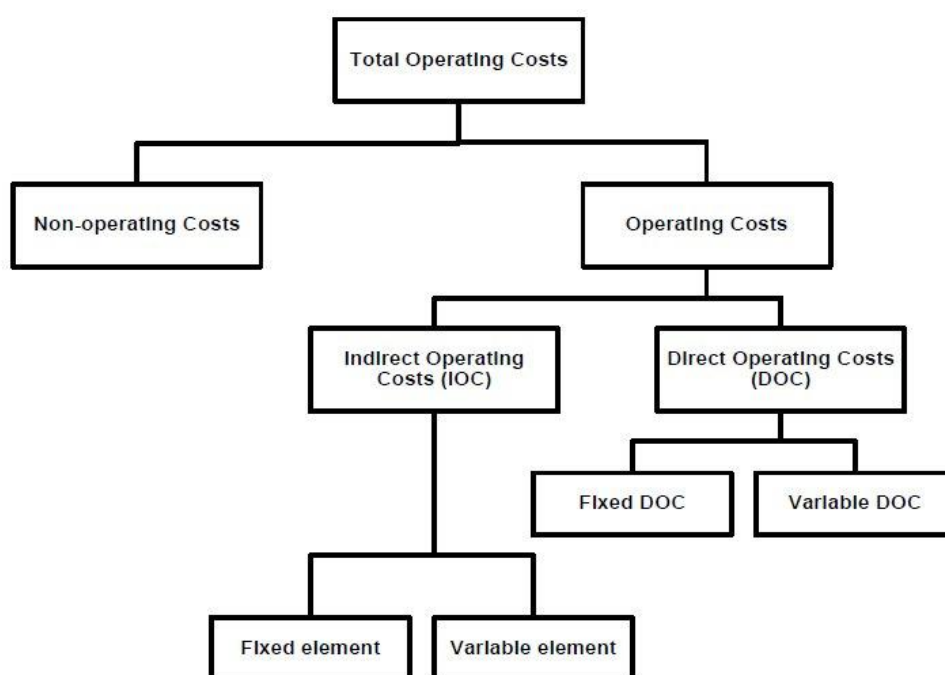 Total Operating Costs
Non-operating Costs
Operating Costs
Indirect Operating
Costs (IOC)
Direct Operating Costs
(DOC)
Fixed DOC
Variable DOC
Fixed element
Variable element